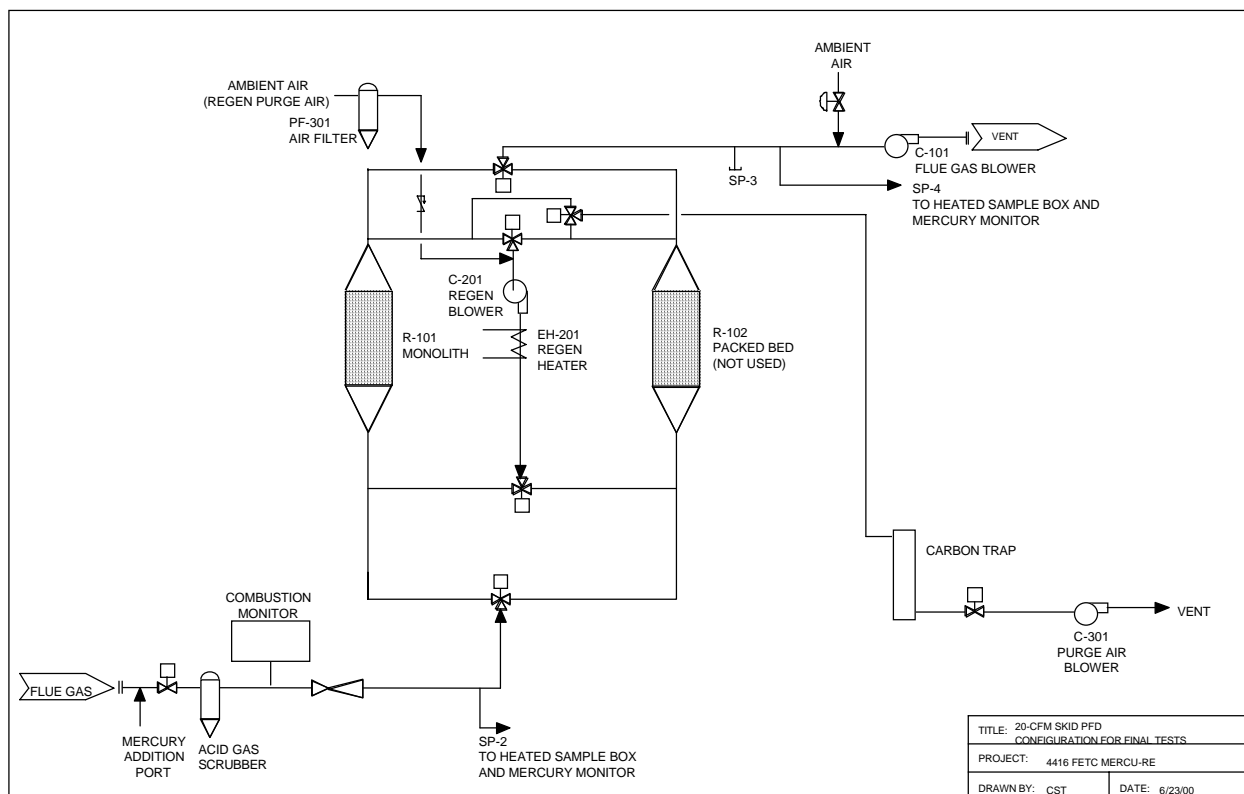 AMBIENT AIR
(REGEN PURGE AIR)
PF-301
AIR FILTER
AMBIENT
AIR
VENT
C-101
FLUE GAS BLOWER
SP-3
SP-4
TO HEATED SAMPLE BOX AND
MERCURY MONITOR
C-201
REGEN
BLOWER
R-101
MONOLITH
EH-201
REGEN
HEATER
R-102
PACKED BED
(NOT USED)
CARBON TRAP
VENT
C-301
PURGE AIR
BLOWER
COMBUSTION
MONITOR
FLUE GAS
MERCURY
ADDITION
PORT
ACID GAS
SCRUBBER
SP-2
TO HEATED SAMPLE BOX
AND MERCURY MONITOR
TITLE: 20-CFM SKID PFD
CONFIGURATION FOR FINAL TESTS
PROJECT: 4416 FETC MERCU-RE
DRAWN BY: CST DATE: 6/23/00